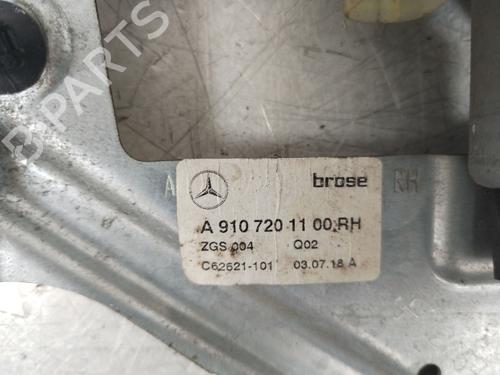 B-PARTS
brose
A
RH
A 910 720 11 00 RH
ZGS 004 Q02
C62621-101 03.07.18 A